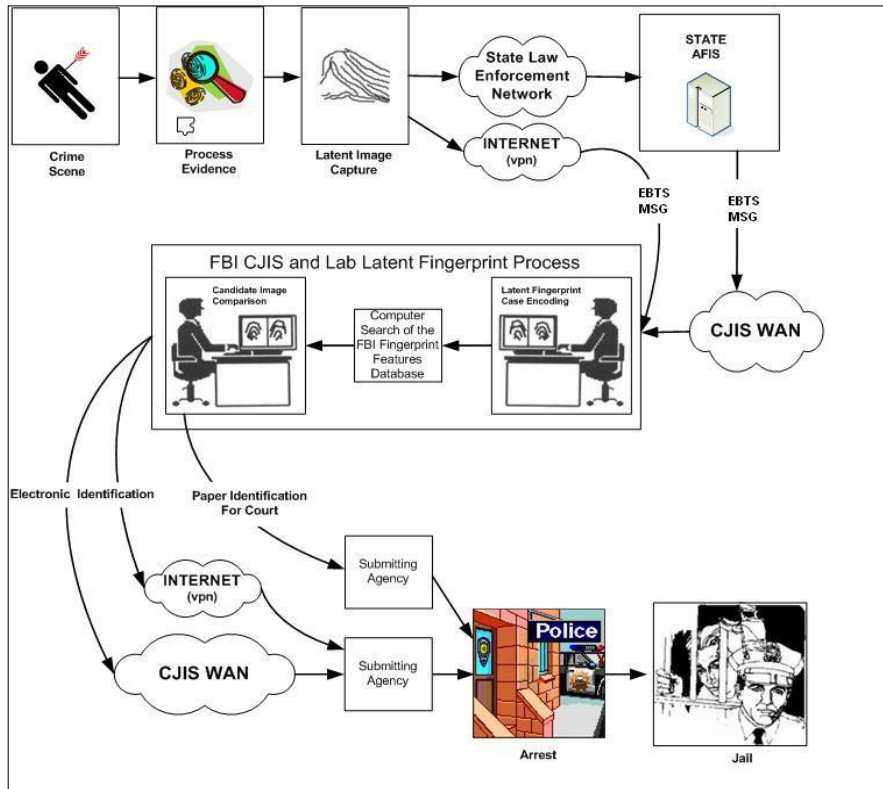 State Law
Enforcement
Network
STATE
AFIS
Crime
Scene
Process
Evidence
Latent Image
Capture
INTERNET
(vpn)
EBTS
MSG
EBTS
MSG
FBI CJIS and Lab Latent Fingerprint Process
Candidate Image
Comparison
Computer
Search of the
FBI Fingerprint
Features
Database
Latent Fingerprint
Case Encoding
CJIS WAN
Electronic Identification
Paper Identification
For Court
INTERNET
(vpn)
Submitting
Agency
CJIS WAN
Submitting
Agency
Police
Arrest
Jail